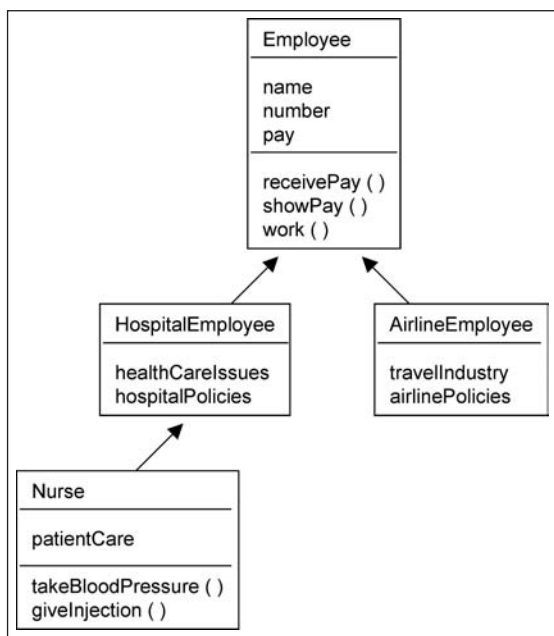 Employee
name
number
pay
receivePay ( )
showPay ( )
work ( )
HospitalEmployee
healthCareIssues
hospitalPolicies
AirlineEmployee
travelIndustry
airlinePolicies
Nurse
patientCare
takeBloodPressure ( )
giveInjection ( )